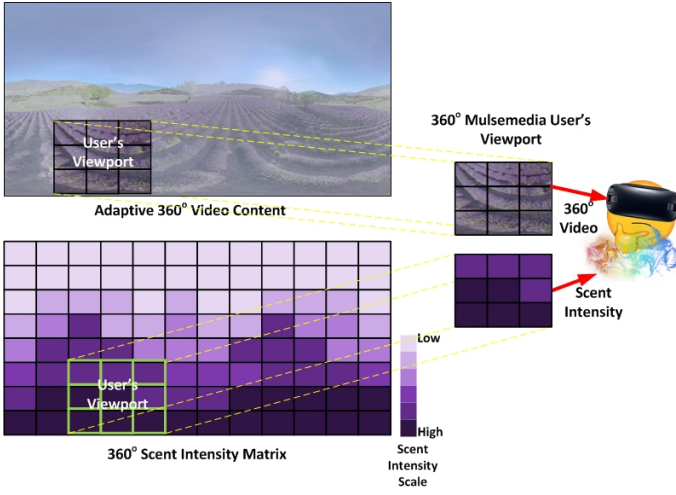 User's
Viewport
360° Mulsemedia User's
Viewport
Adaptive 360° Video Content
360°
Video
Scent
Intensity
Low
User's
Viewport
High
360° Scent Intensity Matrix
Scent
Intensity
Scale